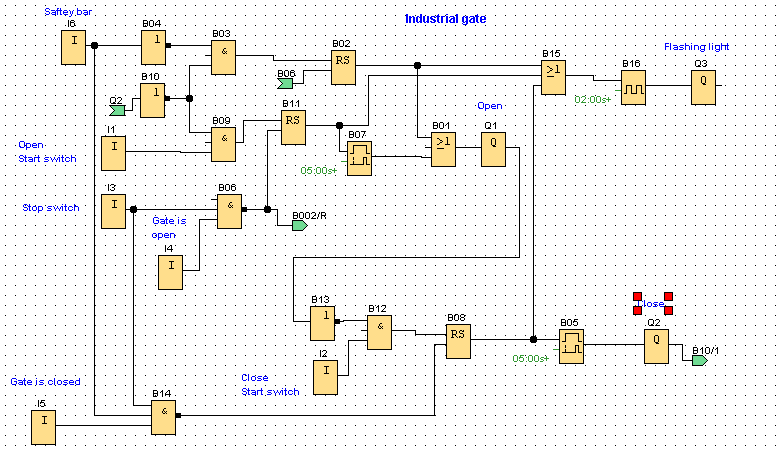 Saftey bar
Industrial gate
I6
I
B04
1
B03
&
B02
RS
B15
>1
Flashing light
B16
Q3
Q
Q2
B10
1
B06
02:00s+
I1
I
Open
Start switch
B09
&
B11
RS
B07
05:00s+
Open
B01
>1
Q1
Q
Stop switch
I3
I
B06
&
B002/R
Gate is
open
I4
I
B13
1
B12
&
B08
RS
Close
B05
05:00s+
Q2
Q
B10/1
I2
I
Close
Start switch
Gate is closed
B14
&
I5
I